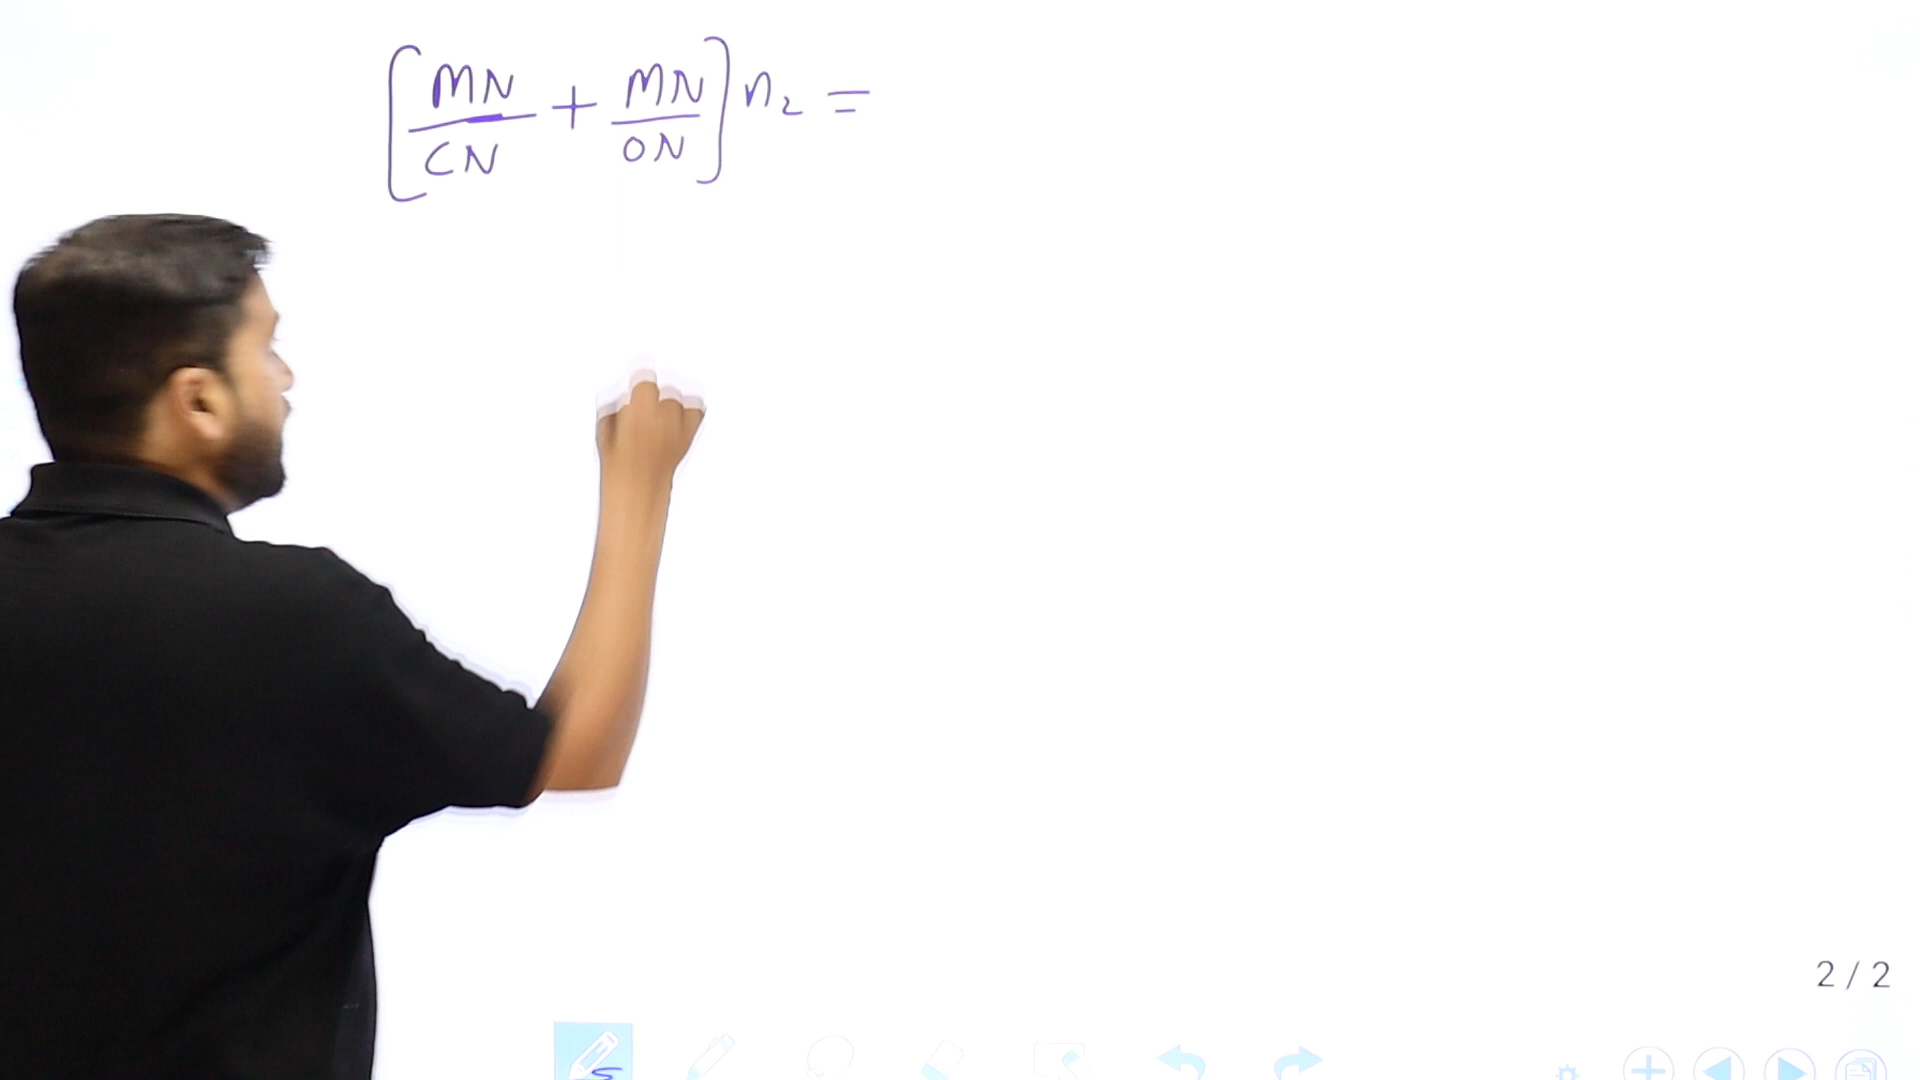 [MN/CN + MN/ON] n₂ =
2 / 2